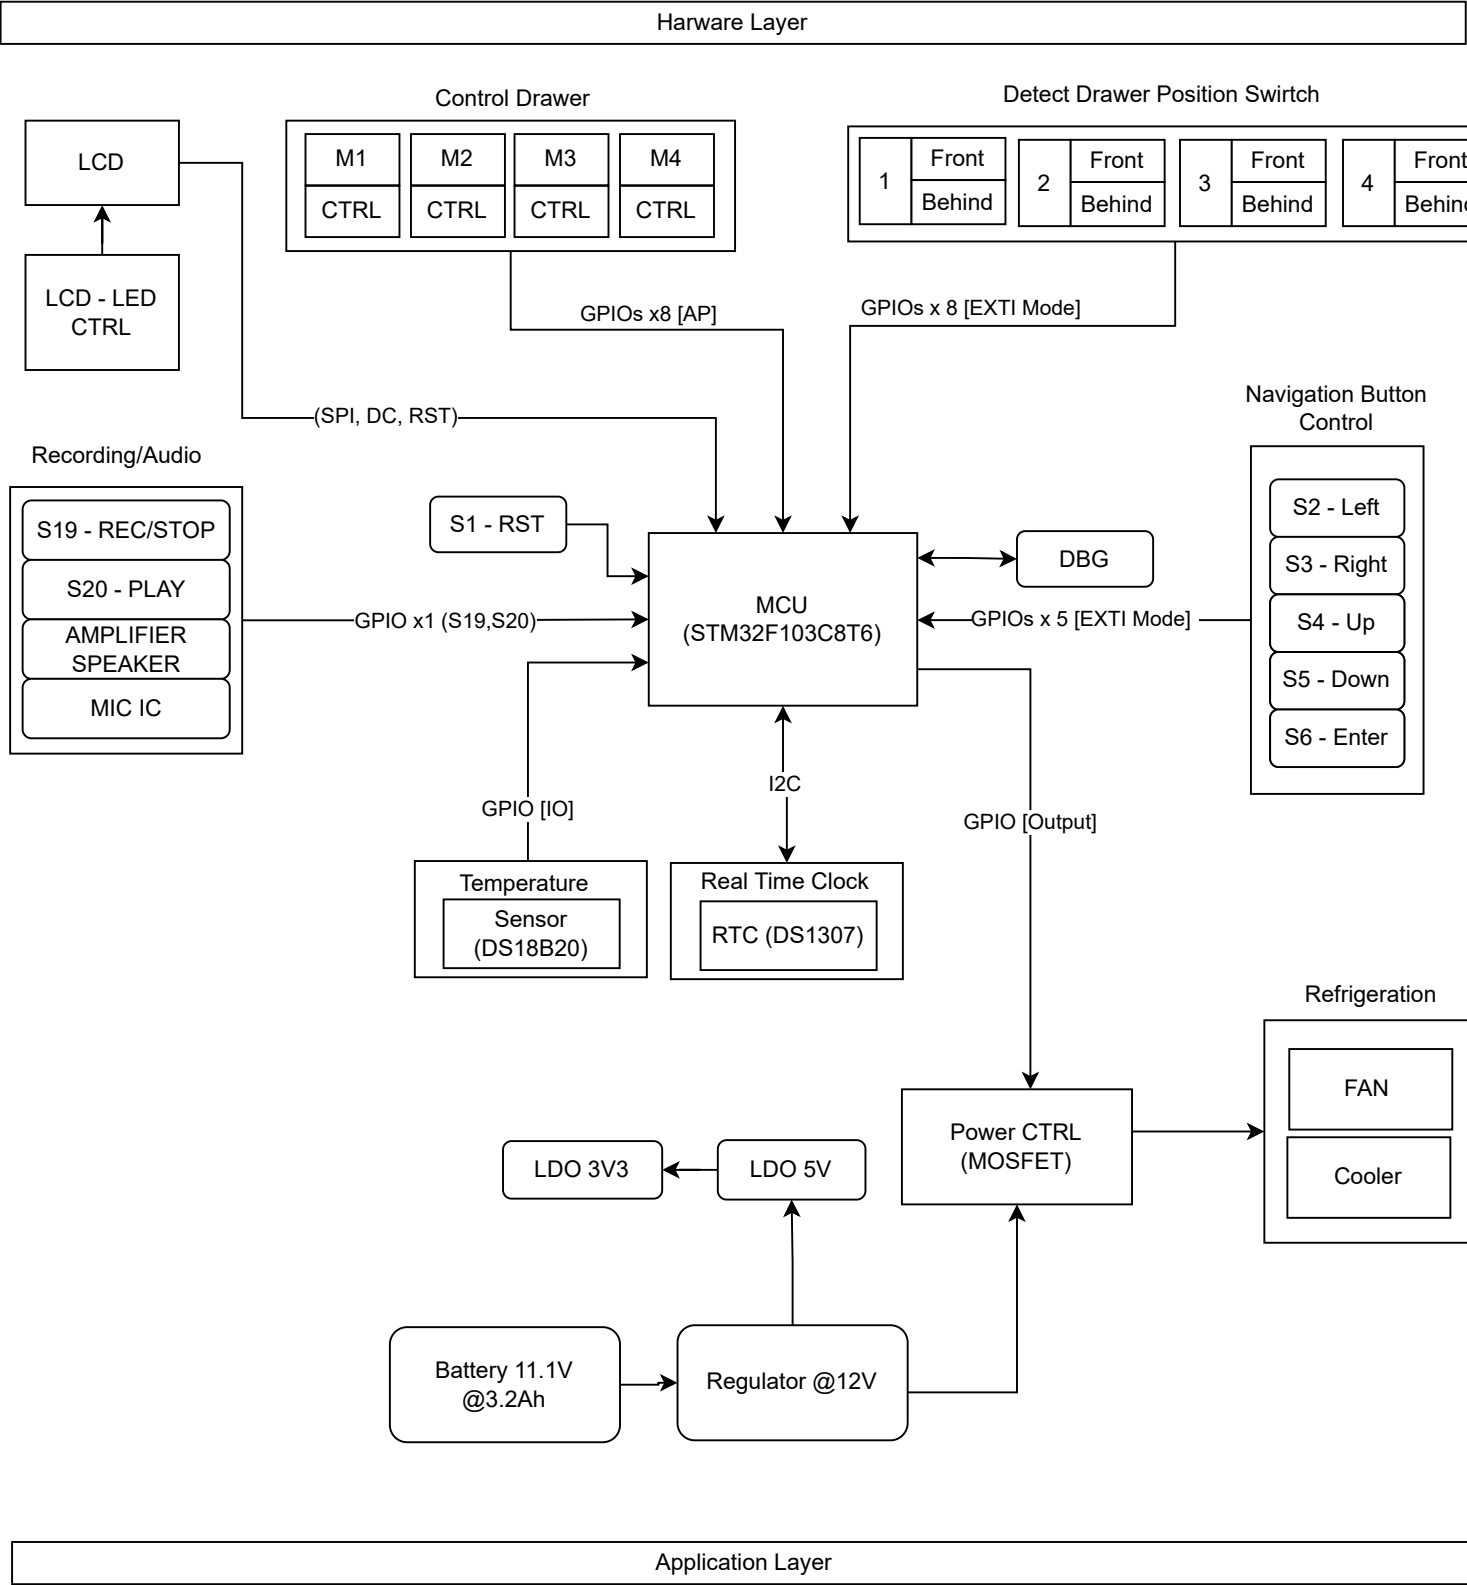 Harware Layer
Control Drawer
Detect Drawer Position Swirtch
LCD
M1
M2
M3
M4
CTRL
CTRL
CTRL
CTRL
1
Front
Behind
2
Front
Behind
3
Front
Behind
4
Front
Behind
LCD - LED
CTRL
GPIOs x8 [AP]
GPIOs x 8 [EXTI Mode]
(SPI, DC, RST)
Navigation Button
Control
Recording/Audio
S19 - REC/STOP
S20 - PLAY
AMPLIFIER
SPEAKER
MIC IC
S1 - RST
DBG
MCU
(STM32F103C8T6)
GPIO x1 (S19,S20)
GPIOs x 5 [EXTI Mode]
S2 - Left
S3 - Right
S4 - Up
S5 - Down
S6 - Enter
I2C
GPIO [IO]
GPIO [Output]
Temperature
Sensor
(DS18B20)
Real Time Clock
RTC (DS1307)
Refrigeration
FAN
Cooler
Power CTRL
(MOSFET)
LDO 3V3
LDO 5V
Battery 11.1V
@3.2Ah
Regulator @12V
Application Layer